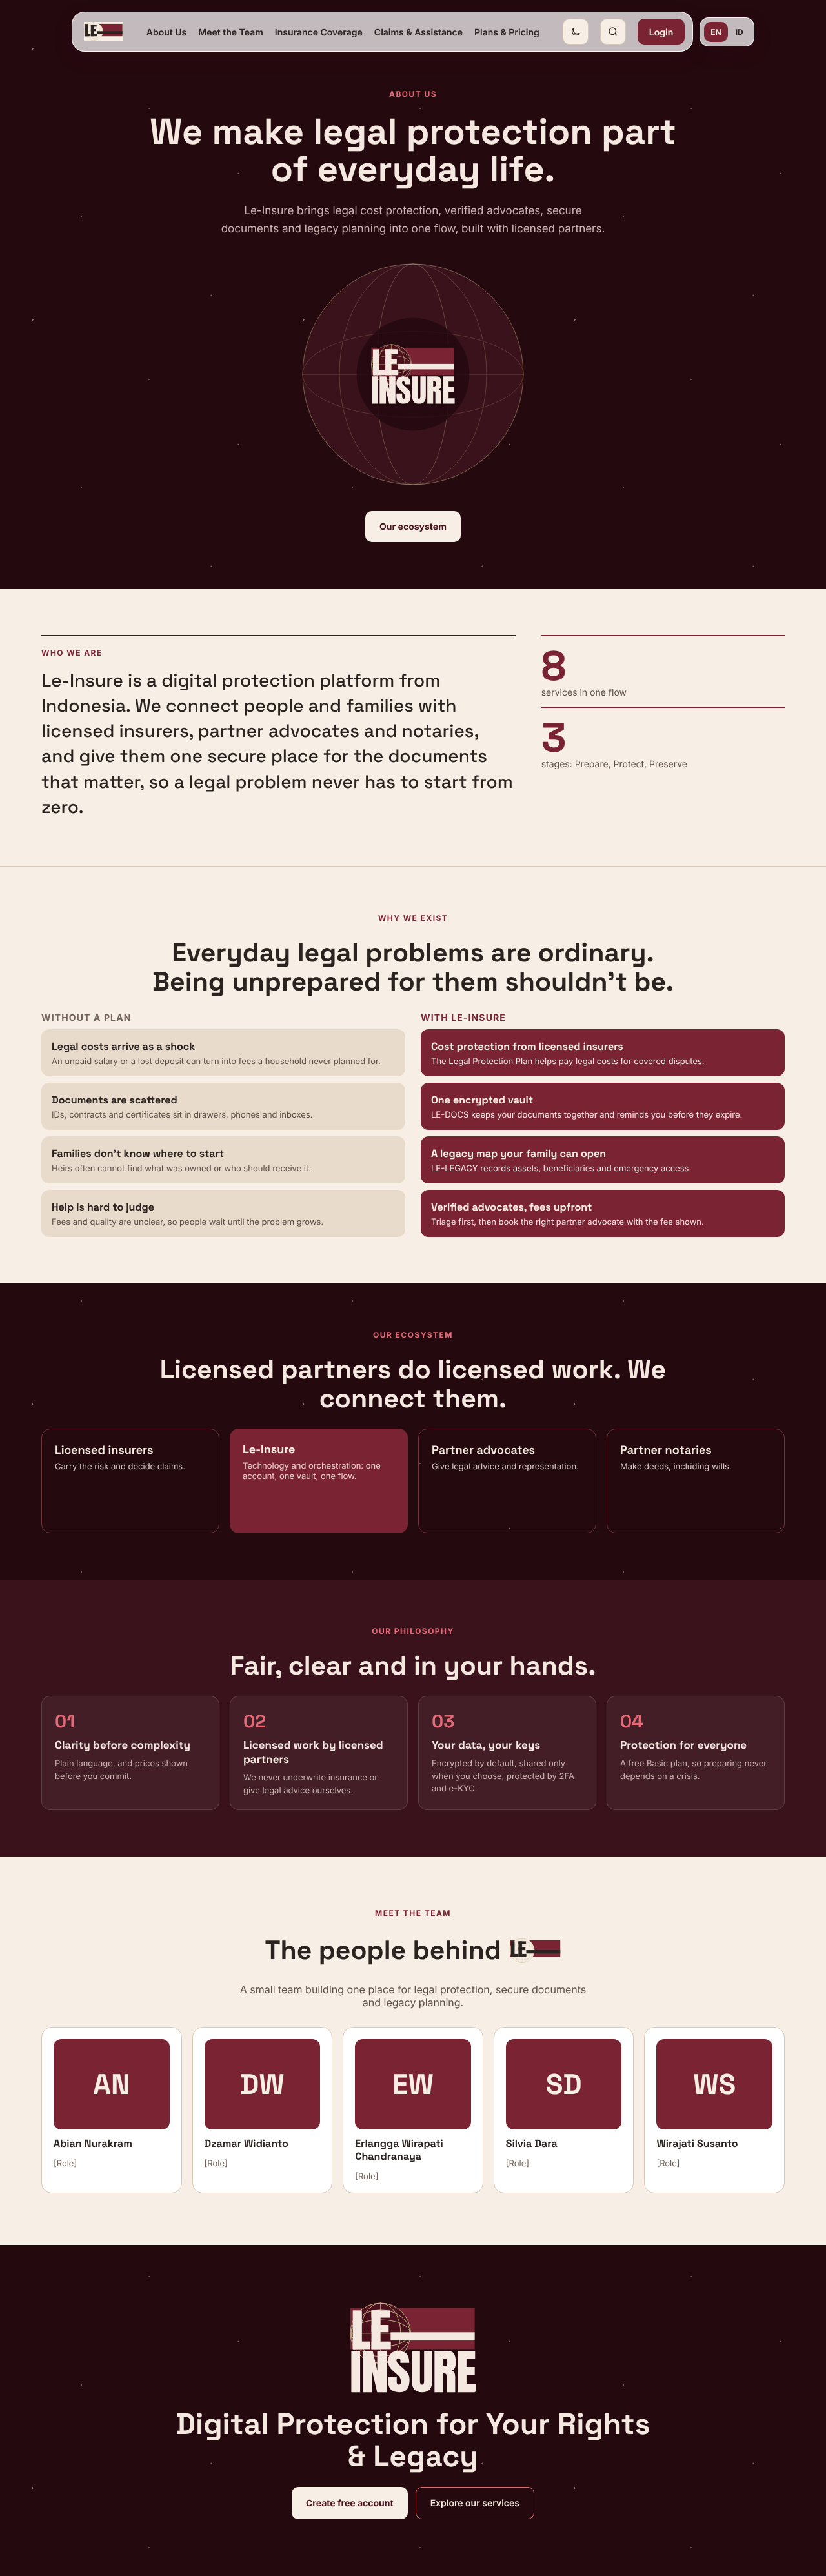 LE
About Us
Meet the Team
Insurance Coverage
Claims & Assistance
Plans & Pricing
Login
EN
ID
ABOUT US
We make legal protection part
of everyday life.
Le-Insure brings legal cost protection, verified advocates, secure
documents and legacy planning into one flow, built with licensed partners.
LE
INSURE
Our ecosystem
WHO WE ARE
Le-Insure is a digital protection platform from
Indonesia. We connect people and families with
licensed insurers, partner advocates and notaries,
and give them one secure place for the documents
that matter, so a legal problem never has to start from
zero.
8
services in one flow
3
stages: Prepare, Protect, Preserve
WHY WE EXIST
Everyday legal problems are ordinary.
Being unprepared for them shouldn't be.
WITHOUT A PLAN
Legal costs arrive as a shock
An unpaid salary or a lost deposit can turn into fees a household never planned for.
Documents are scattered
IDs, contracts and certificates sit in drawers, phones and inboxes.
Families don't know where to start
Heirs often cannot find what was owned or who should receive it.
Help is hard to judge
Fees and quality are unclear, so people wait until the problem grows.
WITH LE-INSURE
Cost protection from licensed insurers
The Legal Protection Plan helps pay legal costs for covered disputes.
One encrypted vault
LE-DOCS keeps your documents together and reminds you before they expire.
A legacy map your family can open
LE-LEGACY records assets, beneficiaries and emergency access.
Verified advocates, fees upfront
Triage first, then book the right partner advocate with the fee shown.
OUR ECOSYSTEM
Licensed partners do licensed work. We
connect them.
Licensed insurers
Carry the risk and decide claims.
Le-Insure
Technology and orchestration: one
account, one vault, one flow.
Partner advocates
Give legal advice and representation.
Partner notaries
Make deeds, including wills.
OUR PHILOSOPHY
Fair, clear and in your hands.
01
Clarity before complexity
Plain language, and prices shown
before you commit.
02
Licensed work by licensed
partners
We never underwrite insurance or
give legal advice ourselves.
03
Your data, your keys
Encrypted by default, shared only
when you choose, protected by 2FA
and e-KYC.
04
Protection for everyone
A free Basic plan, so preparing never
depends on a crisis.
MEET THE TEAM
The people behind LE
A small team building one place for legal protection, secure documents
and legacy planning.
AN
Abian Nurakram
[Role]
DW
Dzamar Widianto
[Role]
EW
Erlangga Wirapati
Chandranaya
[Role]
SD
Silvia Dara
[Role]
WS
Wirajati Susanto
[Role]
LE
INSURE
Digital Protection for Your Rights
& Legacy
Create free account
Explore our services